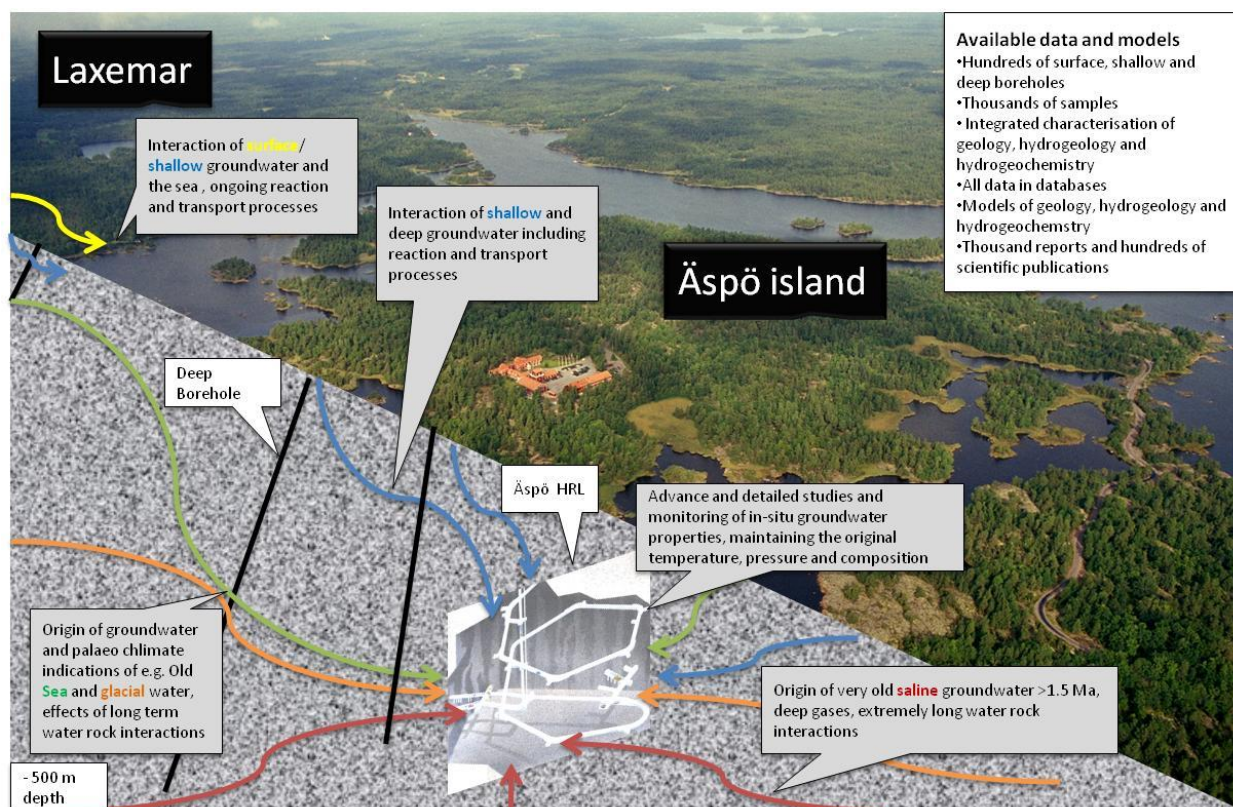 Laxemar
Available data and models
•Hundreds of surface, shallow and
deep boreholes
•Thousands of samples
• Integrated characterisation of
geology, hydrogeology and
hydrogeochemistry
•All data in databases
•Models of geology, hydrogeology and
hydrogeochemstry
•Thousand reports and hundreds of
scientific publications
Interaction of surface/
shallow groundwater and
the sea , ongoing reaction
and transport processes
Interaction of shallow and
deep groundwater including
reaction and transport
processes
Äspö island
Deep
Borehole
Äspö HRL
Advance and detailed studies and
monitoring of in-situ groundwater
properties, maintaining the original
temperature, pressure and composition
Origin of groundwater
and palaeo chlimate
indications of e.g. Old
Sea and glacial water,
effects of long term
water rock interactions
Origin of very old saline groundwater >1.5 Ma,
deep gases, extremely long water rock
interactions
- 500 m
depth